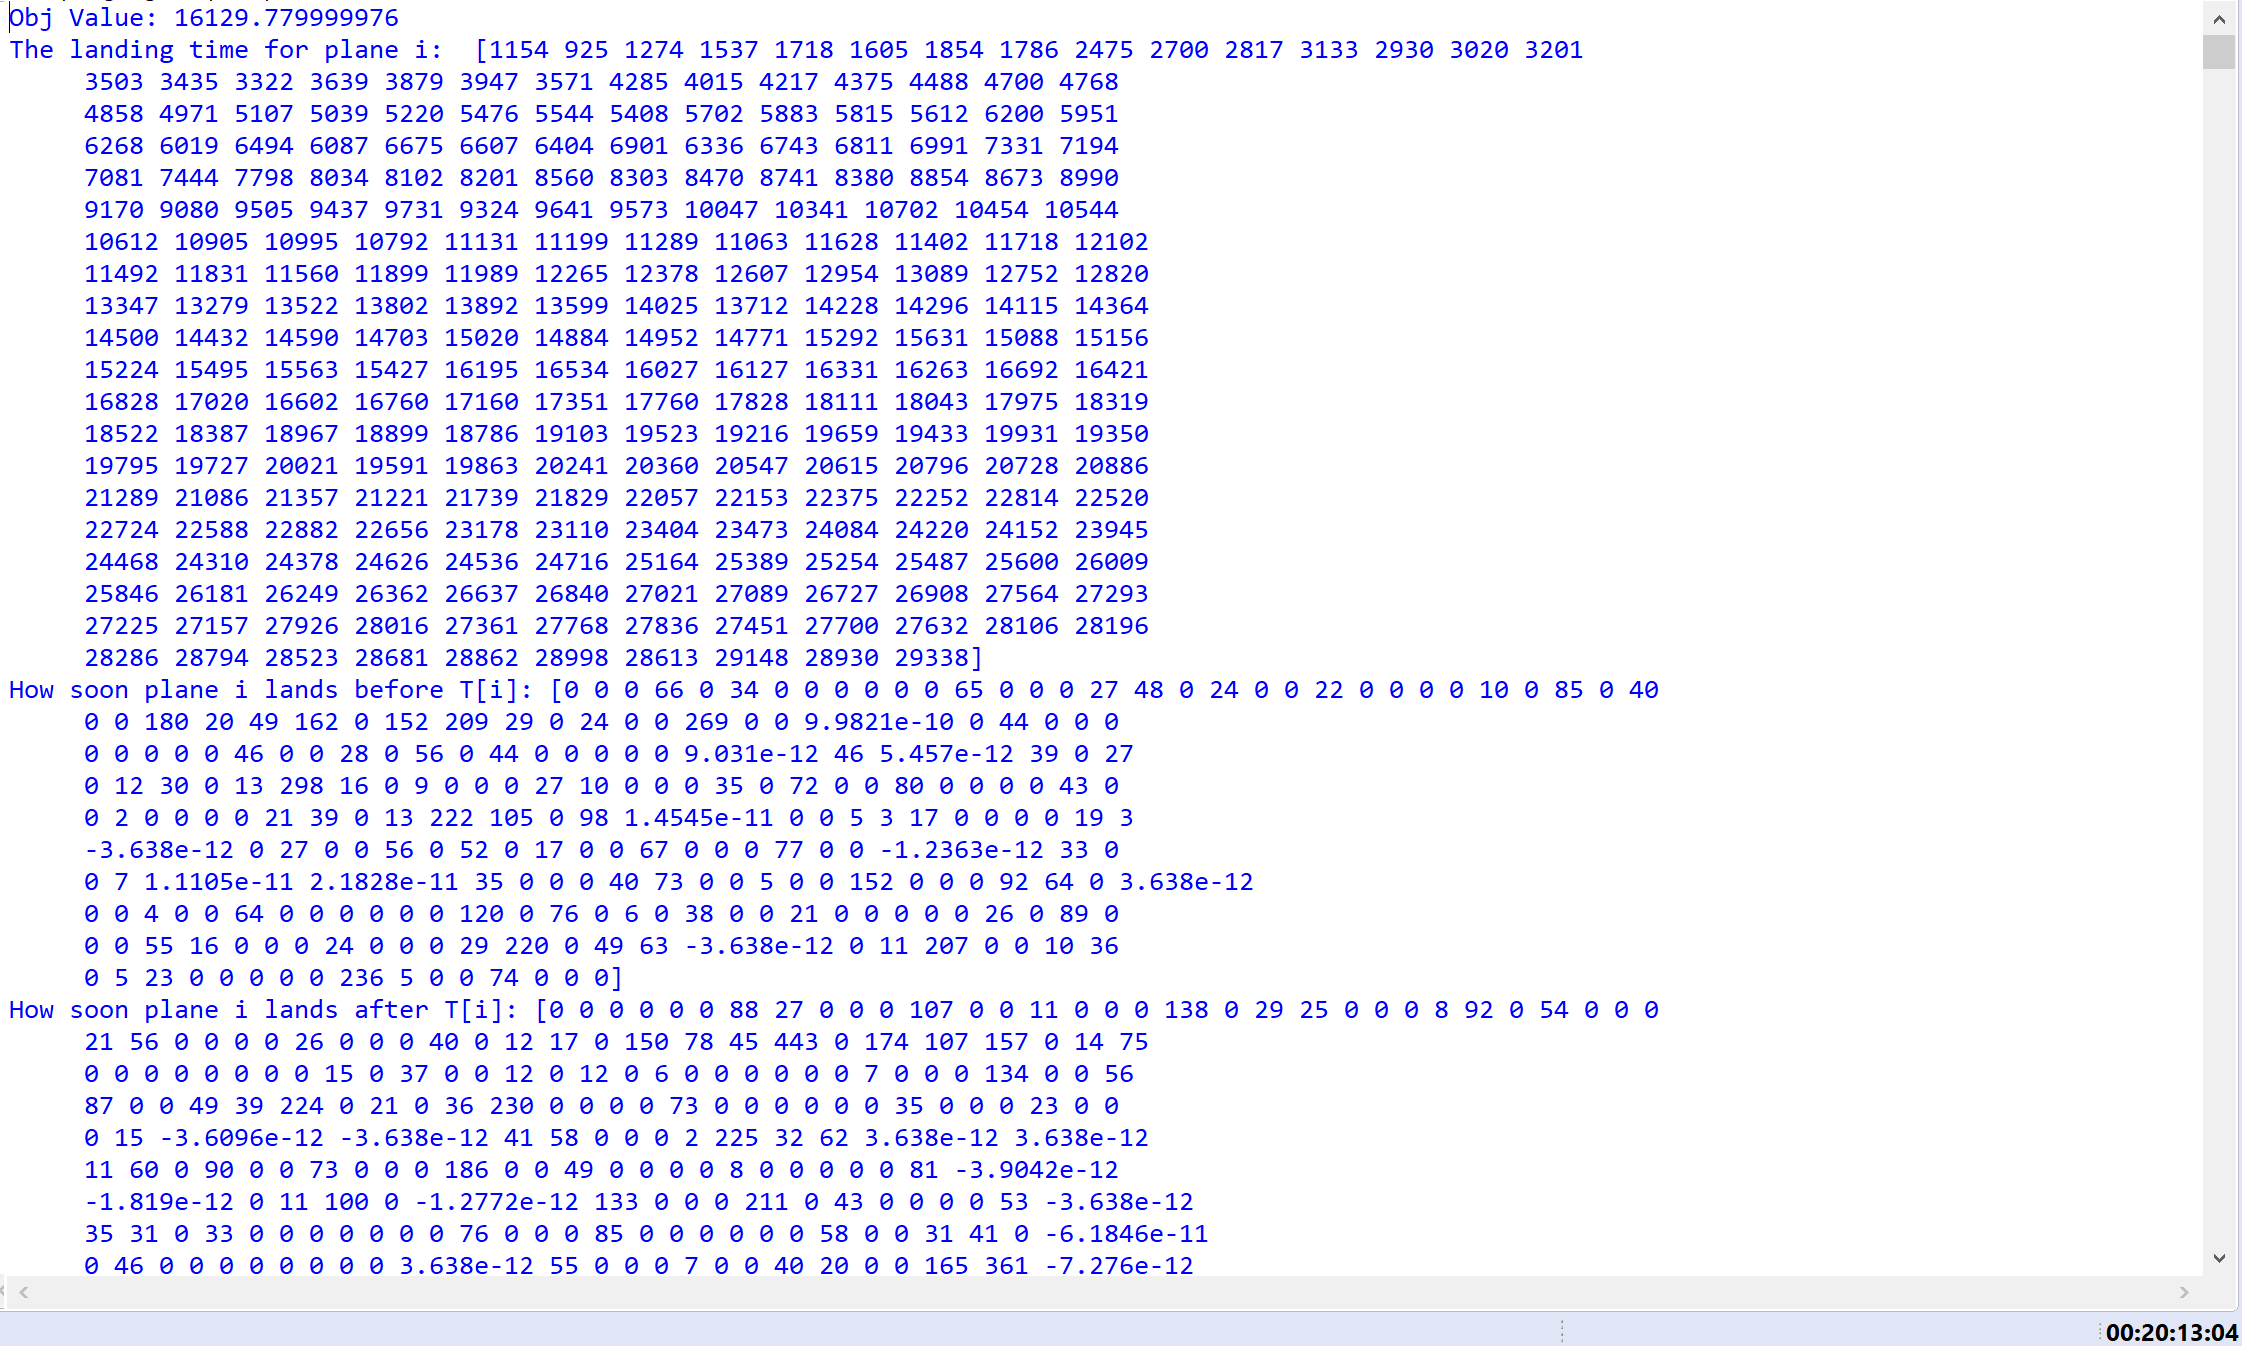 Obj Value: 16129.779999976
The landing time for plane i:  [1154 925 1274 1537 1718 1605 1854 1786 2475 2700 2817 3133 2930 3020 3201
3503 3435 3322 3639 3879 3947 3571 4285 4015 4217 4375 4488 4700 4768
4858 4971 5107 5039 5220 5476 5544 5408 5702 5883 5815 5612 6200 5951
6268 6019 6494 6087 6675 6607 6404 6901 6336 6743 6811 6991 7331 7194
7081 7444 7798 8034 8102 8201 8560 8303 8470 8741 8380 8854 8673 8990
9170 9080 9505 9437 9731 9324 9641 9573 10047 10341 10702 10454 10544
10612 10905 10995 10792 11131 11199 11289 11063 11628 11402 11718 12102
11492 11831 11560 11899 11989 12265 12378 12607 12954 13089 12752 12820
13347 13279 13522 13802 13892 13599 14025 13712 14228 14296 14115 14364
14500 14432 14590 14703 15020 14884 14952 14771 15292 15631 15088 15156
15224 15495 15563 15427 16195 16534 16027 16127 16331 16263 16692 16421
16828 17020 16602 16760 17160 17351 17760 17828 18111 18043 17975 18319
18522 18387 18967 18899 18786 19103 19523 19216 19659 19433 19931 19350
19795 19727 20021 19591 19863 20241 20360 20547 20615 20796 20728 20886
21289 21086 21357 21221 21739 21829 22057 22153 22375 22252 22814 22520
22724 22588 22882 22656 23178 23110 23404 23473 24084 24220 24152 23945
24468 24310 24378 24626 24536 24716 25164 25389 25254 25487 25600 26009
25846 26181 26249 26362 26637 26840 27021 27089 26727 26908 27564 27293
27225 27157 27926 28016 27361 27768 27836 27451 27700 27632 28106 28196
28286 28794 28523 28681 28862 28998 28613 29148 28930 29338]
How soon plane i lands before T[i]: [0 0 0 66 0 34 0 0 0 0 0 0 65 0 0 0 27 48 0 24 0 0 22 0 0 0 0 10 0 85 0 40
0 0 180 20 49 162 0 152 209 29 0 24 0 0 269 0 0 9.9821e-10 0 44 0 0 0
0 0 0 0 0 46 0 0 28 0 56 0 44 0 0 0 0 0 9.031e-12 46 5.457e-12 39 0 27
0 12 30 0 13 298 16 0 9 0 0 0 27 10 0 0 0 35 0 72 0 0 80 0 0 0 0 43 0
0 2 0 0 0 0 21 39 0 13 222 105 0 98 1.4545e-11 0 0 5 3 17 0 0 0 0 19 3
-3.638e-12 0 27 0 0 56 0 52 0 17 0 0 67 0 0 0 77 0 0 -1.2363e-12 33 0
0 7 1.1105e-11 2.1828e-11 35 0 0 0 40 73 0 0 5 0 0 152 0 0 0 92 64 0 3.638e-12
0 0 4 0 0 64 0 0 0 0 0 0 120 0 76 0 6 0 38 0 0 21 0 0 0 0 0 26 0 89 0
0 0 55 16 0 0 0 24 0 0 0 29 220 0 49 63 -3.638e-12 0 11 207 0 0 10 36
0 5 23 0 0 0 0 0 236 5 0 0 74 0 0 0]
How soon plane i lands after T[i]: [0 0 0 0 0 0 88 27 0 0 0 107 0 0 11 0 0 0 138 0 29 25 0 0 0 8 92 0 54 0 0 0
21 56 0 0 0 0 26 0 0 0 40 0 12 17 0 150 78 45 443 0 174 107 157 0 14 75
0 0 0 0 0 0 0 0 15 0 37 0 0 12 0 12 0 6 0 0 0 0 0 0 7 0 0 0 134 0 0 56
87 0 0 49 39 224 0 21 0 36 230 0 0 0 0 73 0 0 0 0 0 0 35 0 0 0 23 0 0
0 15 -3.6096e-12 -3.638e-12 41 58 0 0 0 2 225 32 62 3.638e-12 3.638e-12
11 60 0 90 0 0 73 0 0 0 186 0 0 49 0 0 0 0 8 0 0 0 0 0 81 -3.9042e-12
-1.819e-12 0 11 100 0 -1.2772e-12 133 0 0 0 211 0 43 0 0 0 0 53 -3.638e-12
35 31 0 33 0 0 0 0 0 0 0 76 0 0 0 85 0 0 0 0 0 0 58 0 0 31 41 0 -6.1846e-11
0 46 0 0 0 0 0 0 0 0 3.638e-12 55 0 0 0 7 0 0 40 20 0 0 165 361 -7.276e-12
00:20:13:04